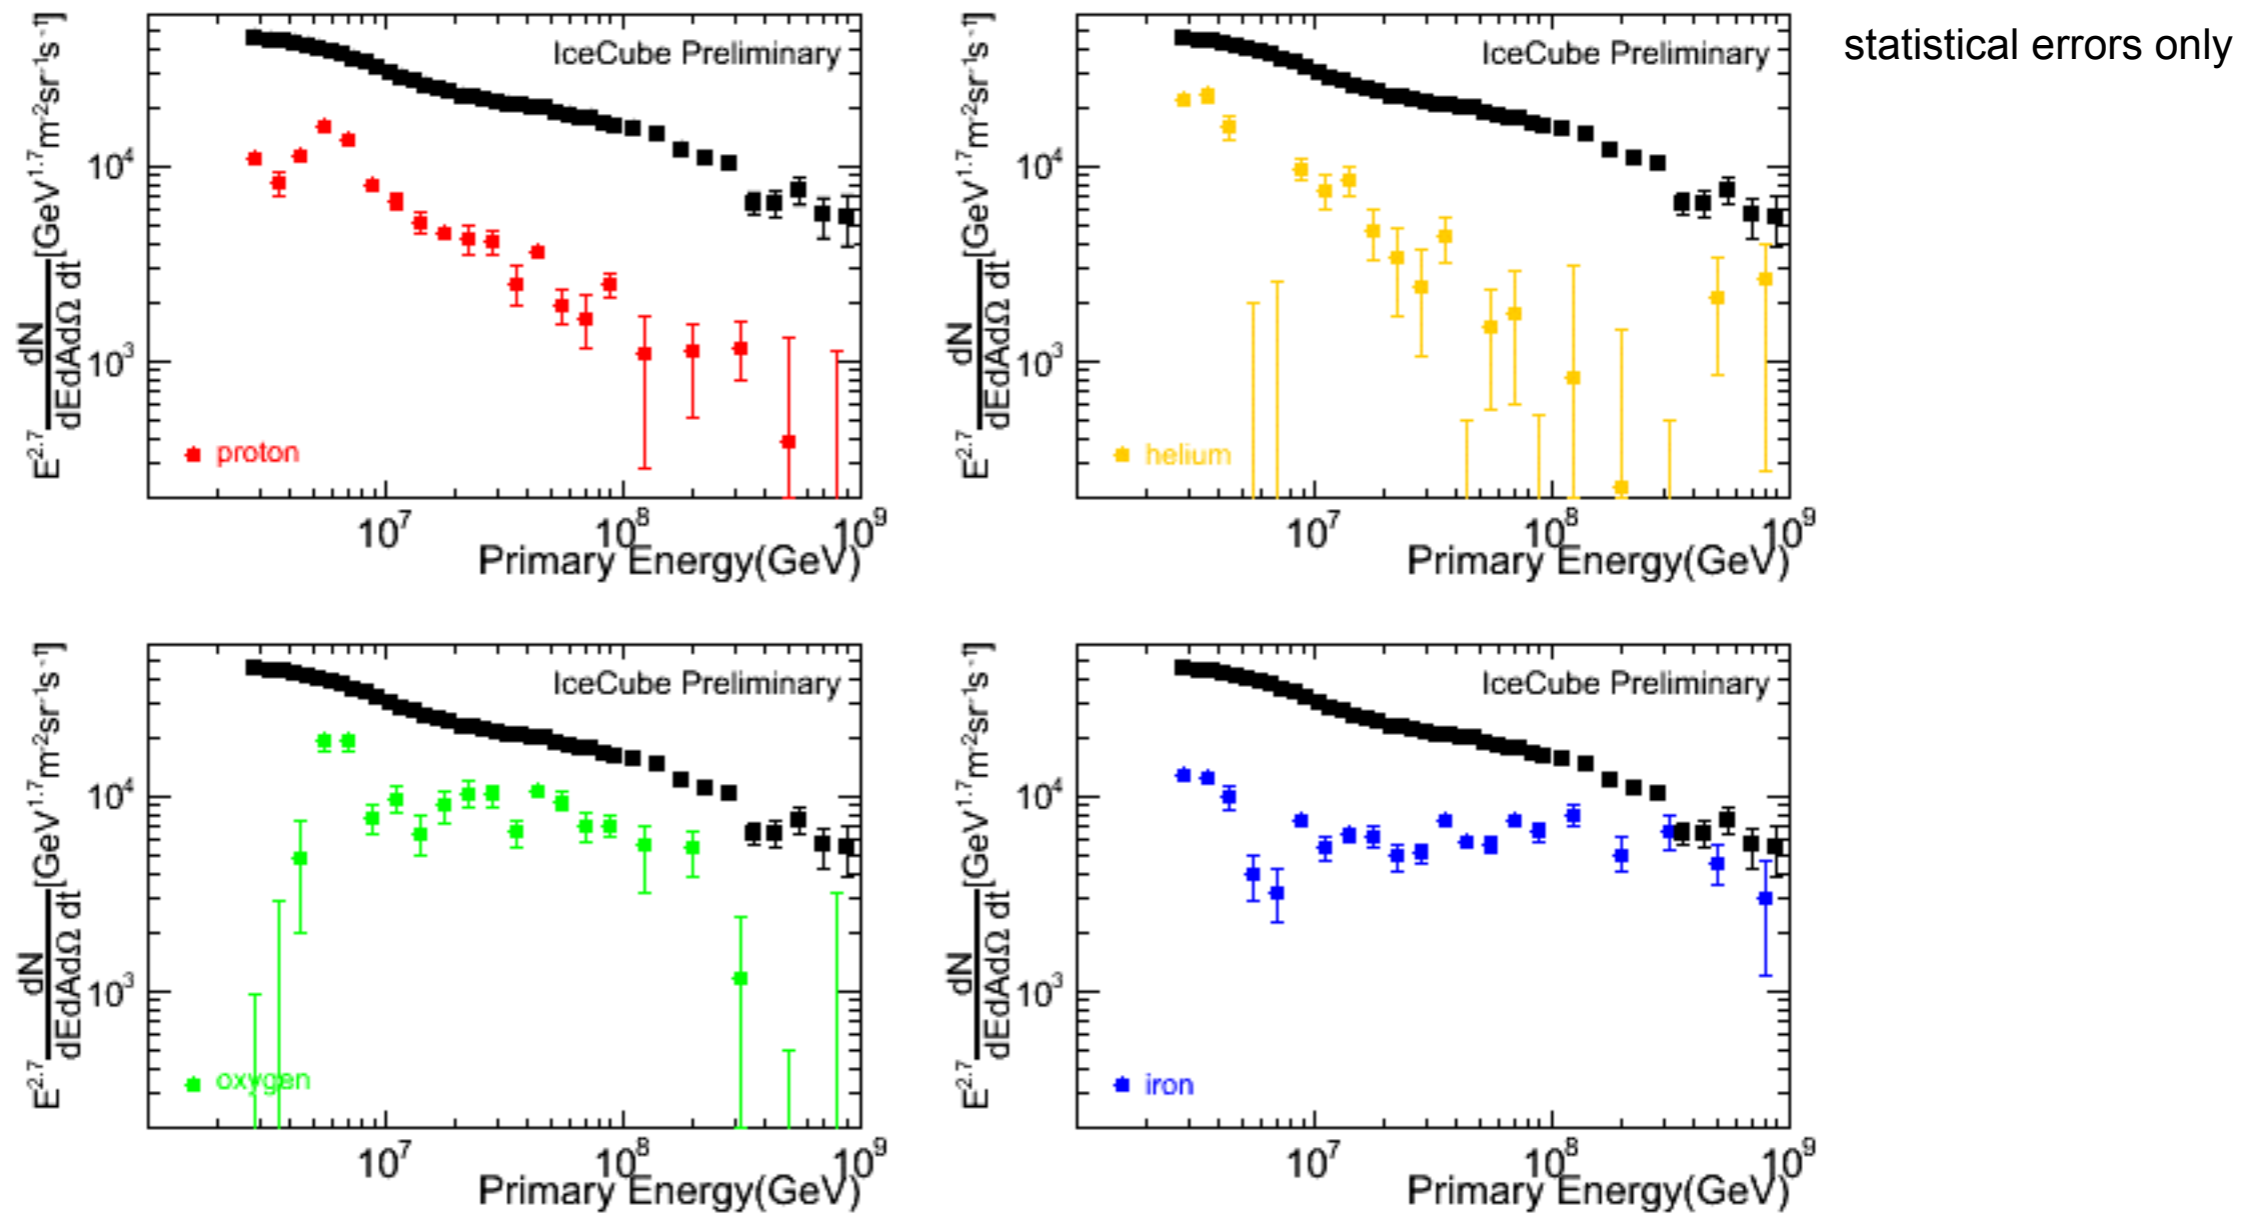 statistical errors only
IceCube Preliminary
E^2.7 dN/dEdAdΩ dt [GeV^1.7 m^-2 sr^-1 s^-1]
10^4
10^3
proton
10^7 10^8 10^9
Primary Energy(GeV)
IceCube Preliminary
E^2.7 dN/dEdAdΩ dt [GeV^1.7 m^-2 sr^-1 s^-1]
10^4
10^3
helium
10^7 10^8 10^9
Primary Energy(GeV)
IceCube Preliminary
E^2.7 dN/dEdAdΩ dt [GeV^1.7 m^-2 sr^-1 s^-1]
10^4
10^3
oxygen
10^7 10^8 10^9
Primary Energy(GeV)
IceCube Preliminary
E^2.7 dN/dEdAdΩ dt [GeV^1.7 m^-2 sr^-1 s^-1]
10^4
10^3
iron
10^7 10^8 10^9
Primary Energy(GeV)